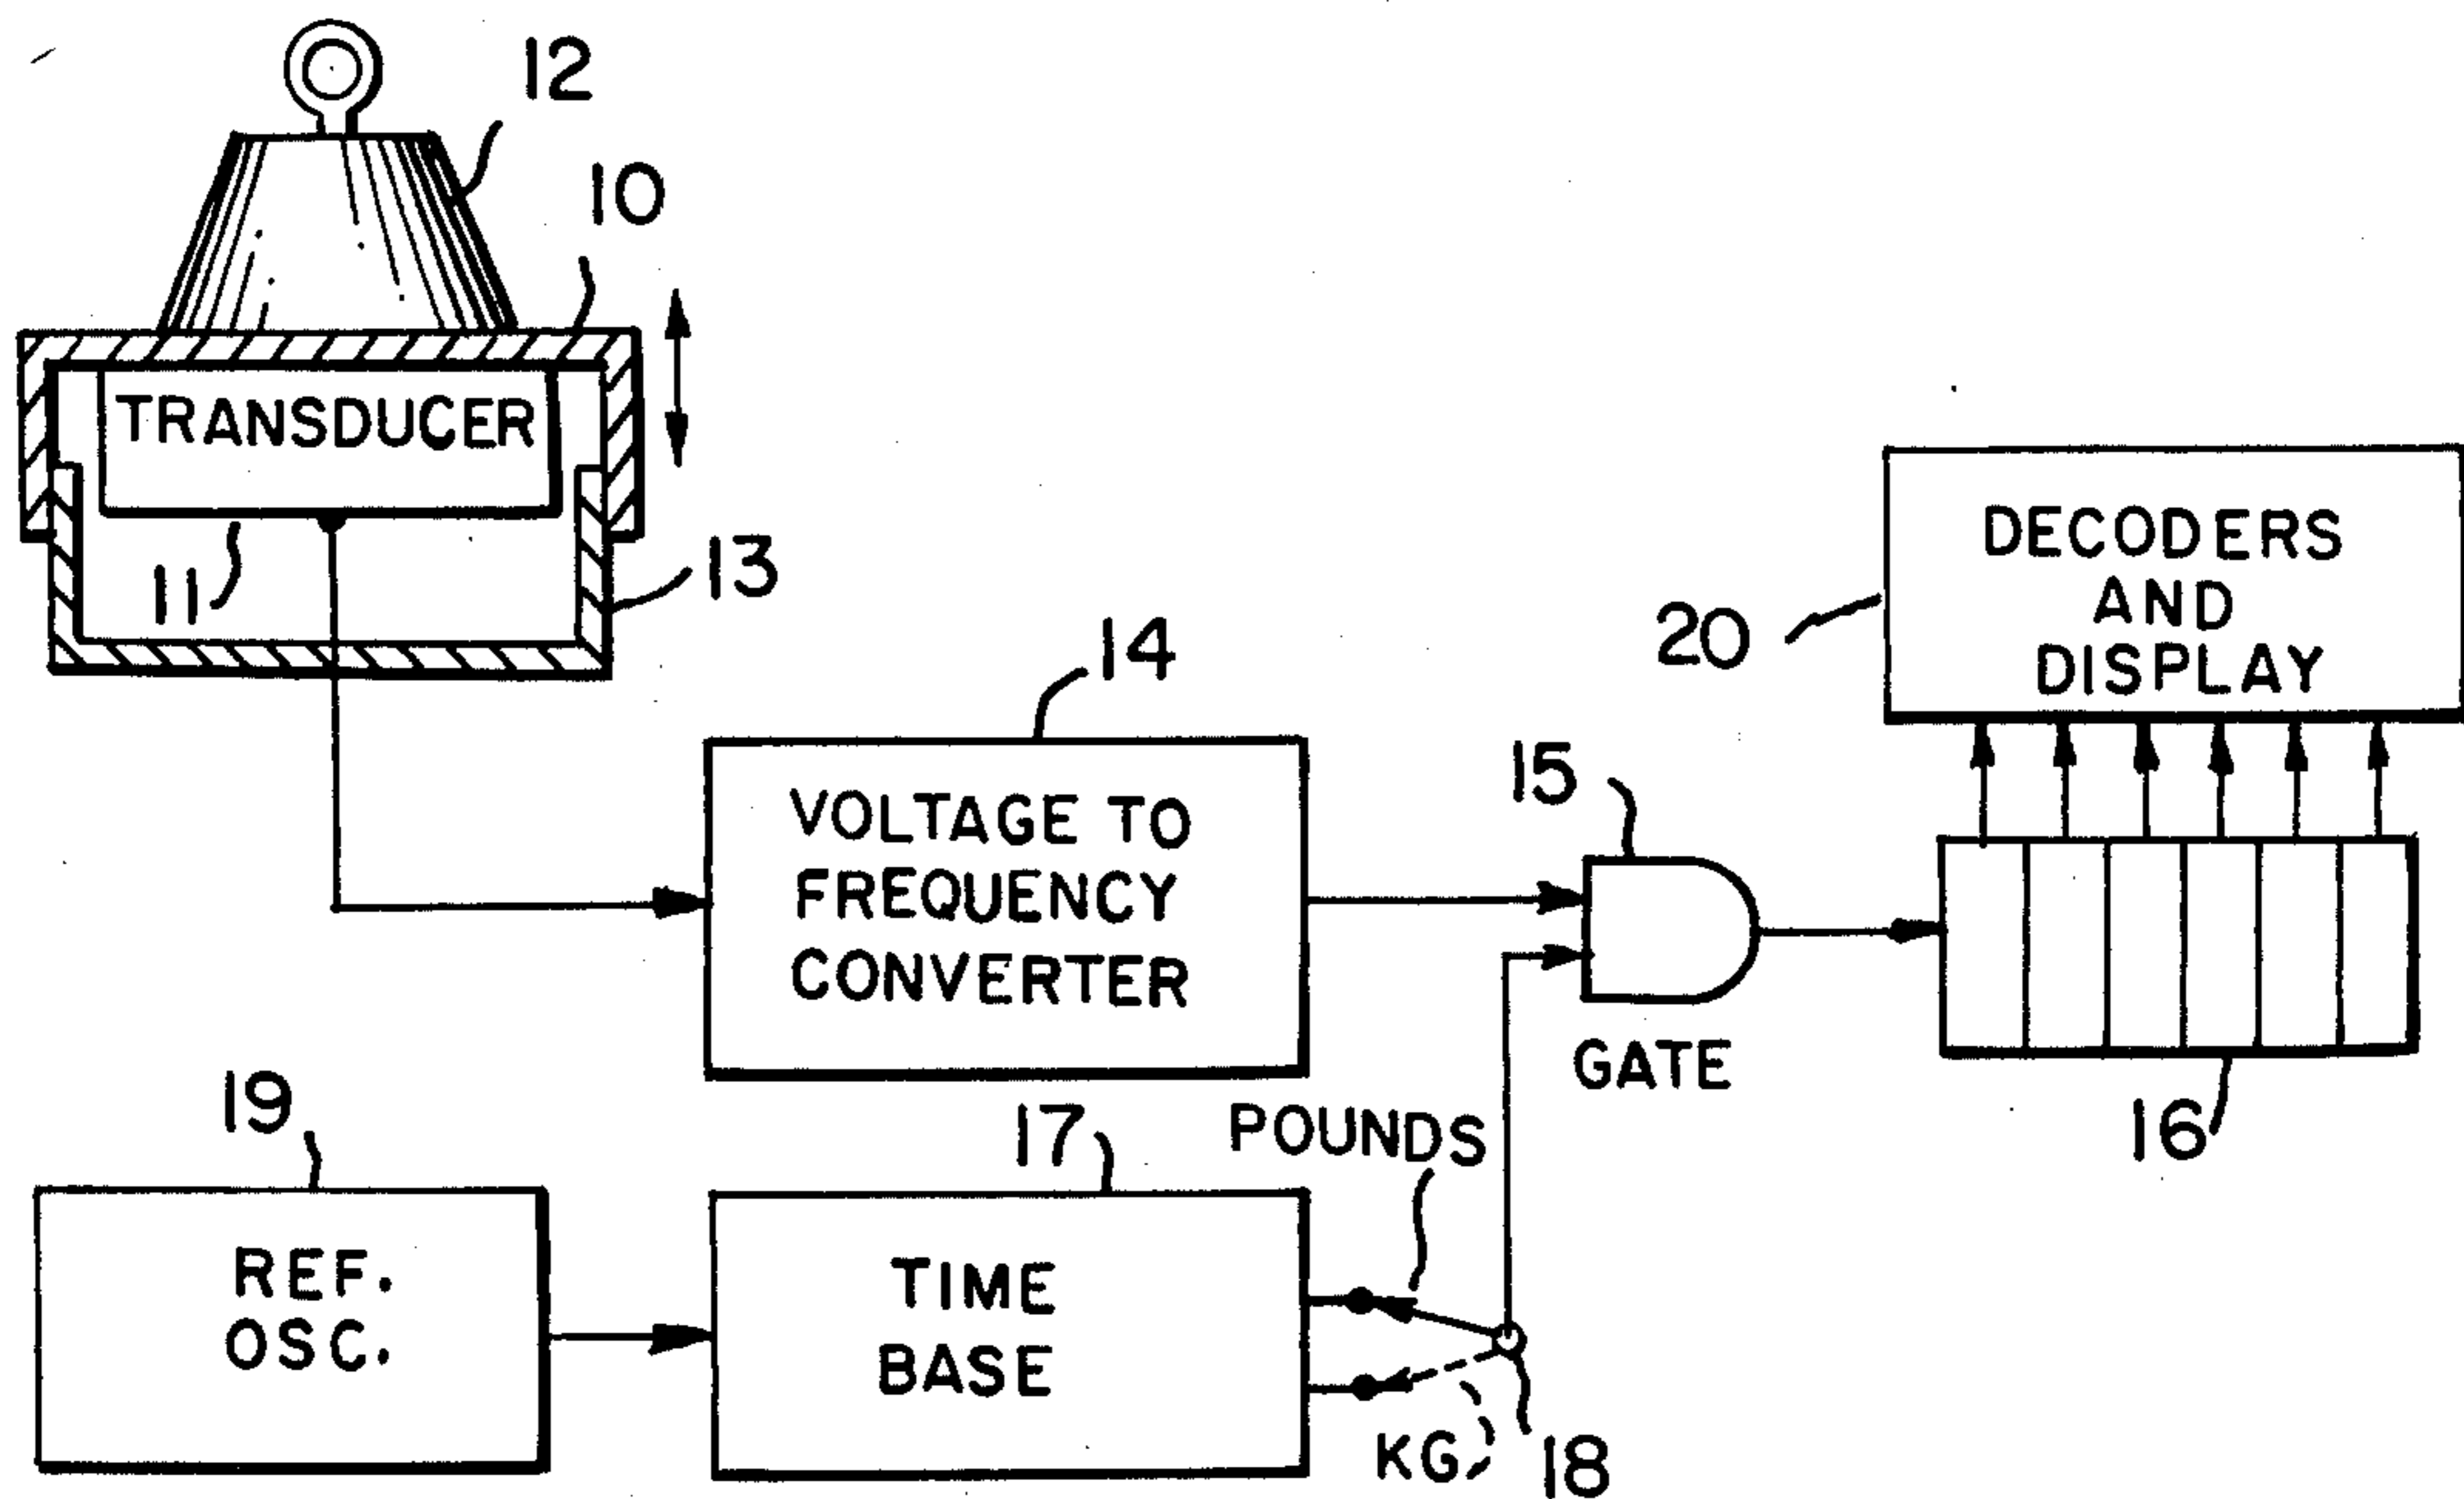 12
10
TRANSDUCER
11
13
14
VOLTAGE TO
FREQUENCY
CONVERTER
15
GATE
20
DECODERS
AND
DISPLAY
16
19
REF.
OSC.
17
TIME
BASE
POUNDS
KG
18